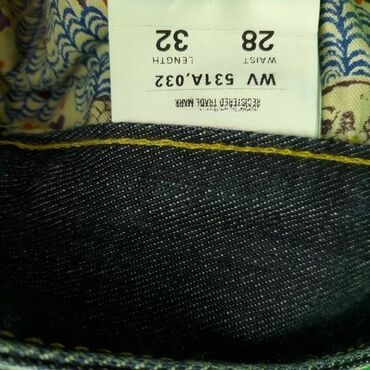 REGISTERED TRADE MARK
WV 531A,032
WAIST LENGTH
28 32